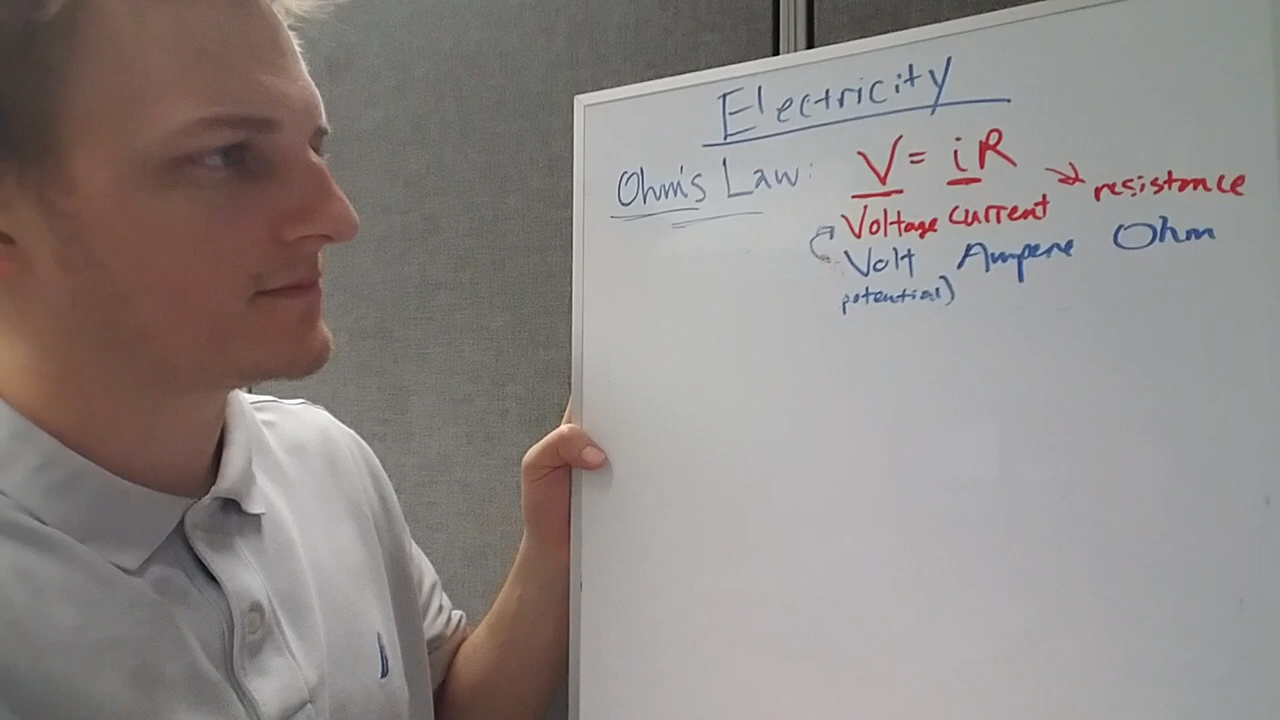 Electricity
Ohm's Law: V = iR → resistance
Voltage current
Volt Ampere Ohm
potential)